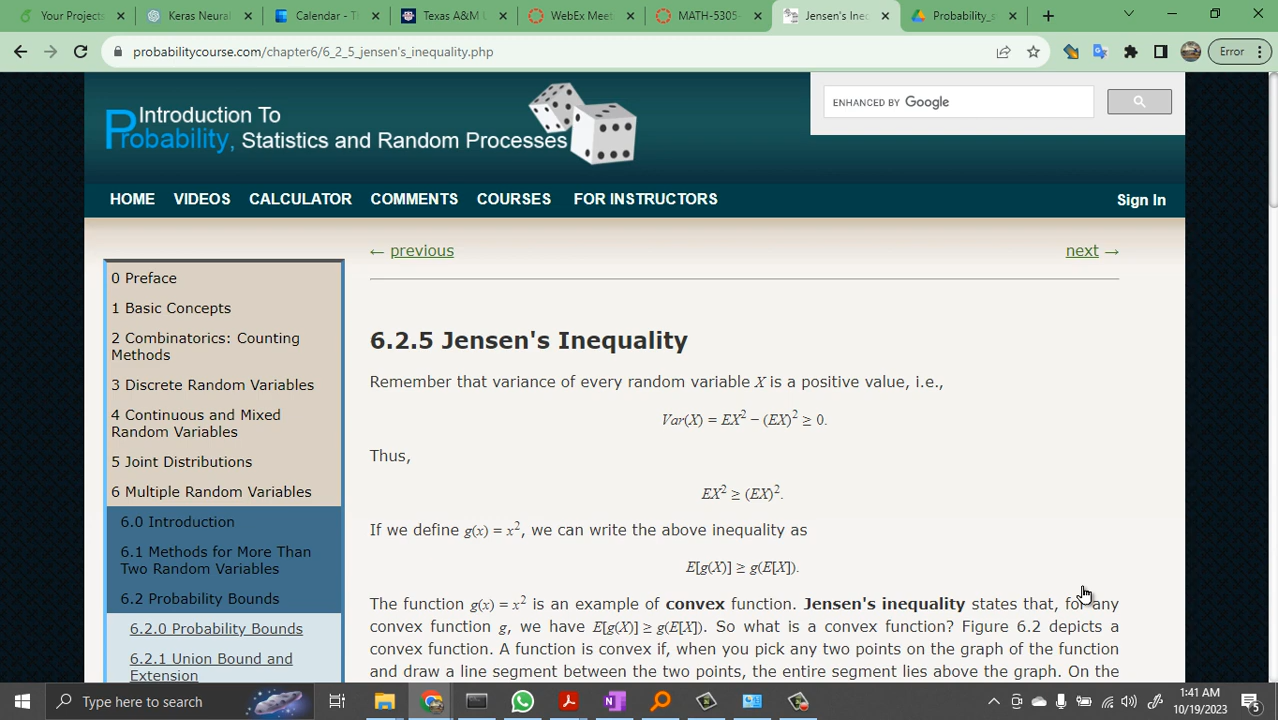 Your Projects
Keras Neural
Calendar - Ti
Texas A&M U
WebEx Meet
MATH-5305-
Jensen's Ineq
Probability_s
probabilitycourse.com/chapter6/6_2_5_jensen's_inequality.php
Error
Introduction To
Probability, Statistics and Random Processes
ENHANCED BY Google
HOME VIDEOS CALCULATOR COMMENTS COURSES FOR INSTRUCTORS Sign In
← previous
next →
0 Preface
1 Basic Concepts
2 Combinatorics: Counting
Methods
3 Discrete Random Variables
4 Continuous and Mixed
Random Variables
5 Joint Distributions
6 Multiple Random Variables
6.0 Introduction
6.1 Methods for More Than
Two Random Variables
6.2 Probability Bounds
6.2.0 Probability Bounds
6.2.1 Union Bound and
Extension
6.2.5 Jensen's Inequality
Remember that variance of every random variable X is a positive value, i.e.,
Var(X) = EX² − (EX)² ≥ 0.
Thus,
EX² ≥ (EX)².
If we define g(x) = x², we can write the above inequality as
E[g(X)] ≥ g(E[X]).
The function g(x) = x² is an example of convex function. Jensen's inequality states that, for any
convex function g, we have E[g(X)] ≥ g(E[X]). So what is a convex function? Figure 6.2 depicts a
convex function. A function is convex if, when you pick any two points on the graph of the function
and draw a line segment between the two points, the entire segment lies above the graph. On the
Type here to search
1:41 AM
10/19/2023
5